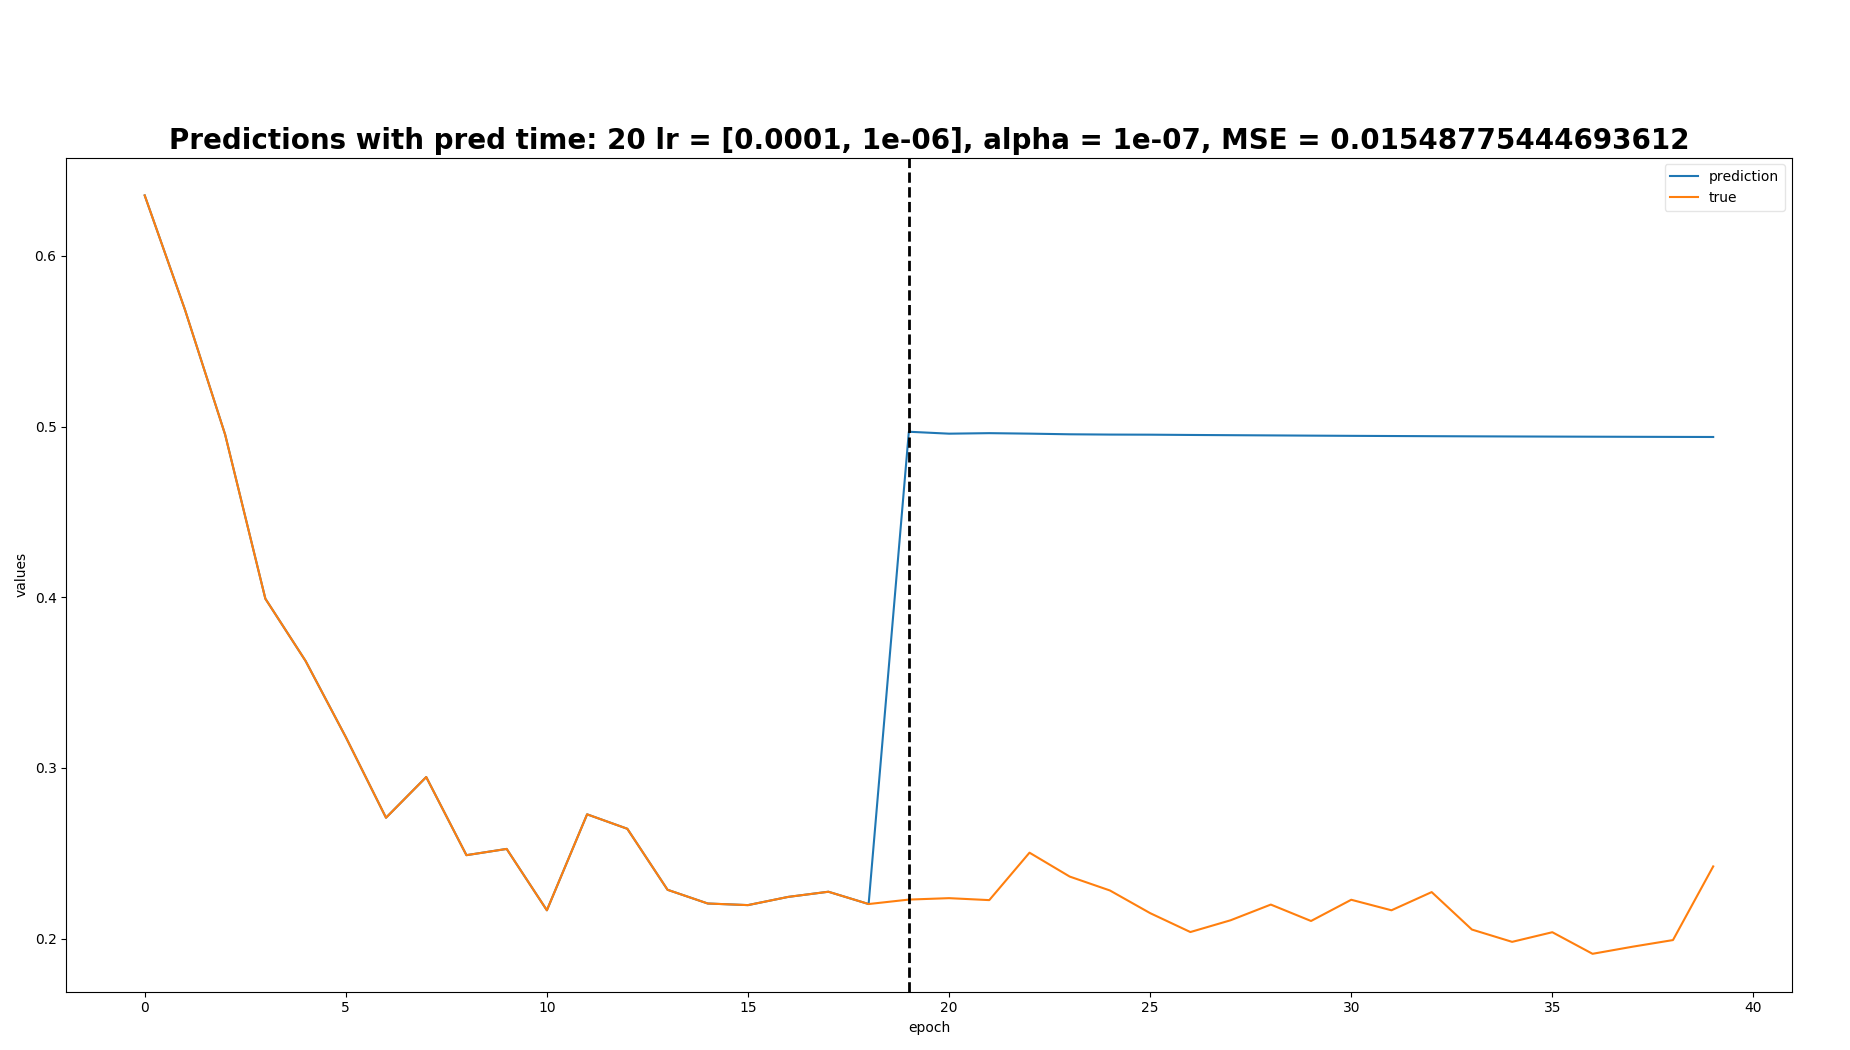 Predictions with pred time: 20 lr = [0.0001, 1e-06], alpha = 1e-07, MSE = 0.01548775444693612
prediction
true
0.6
0.5
0.4
0.3
0.2
values
0 5 10 15 20 25 30 35 40
epoch